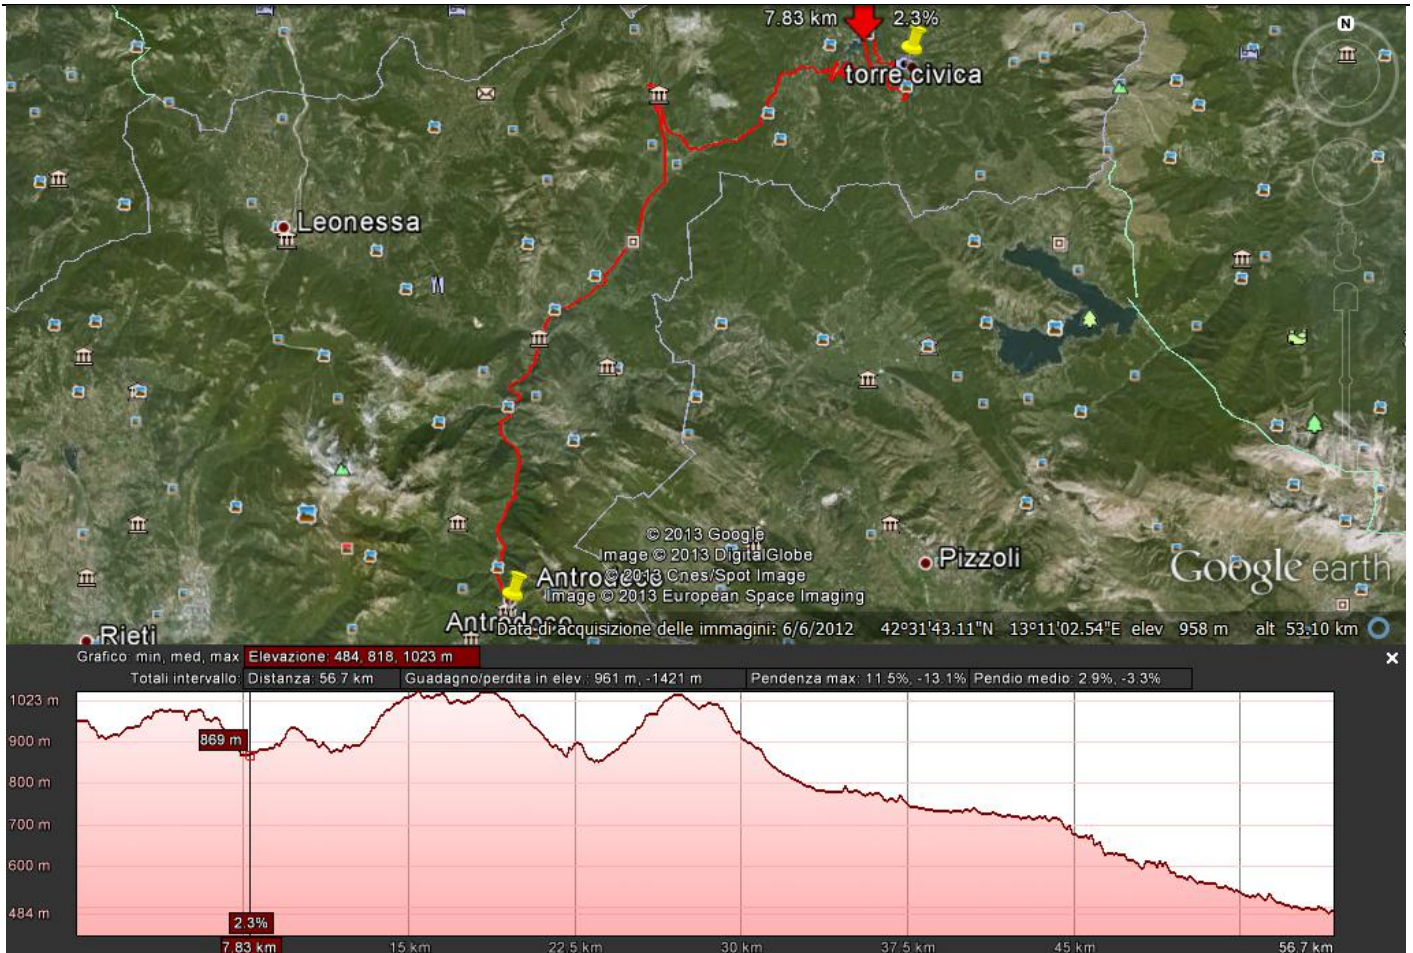 7.83 km 2.3%
N
torre civica
Leonessa
© 2013 Google
Image © 2013 DigitalGlobe
Antrodoco
© 2013 Cnes/Spot Image
Image © 2013 European Space Imaging
Pizzoli
Google earth
Antrodoco
Rieti
Data di acquisizione delle immagini: 6/6/2012 42°31'43.11"N 13°11'02.54"E elev 958 m alt 53.10 km
Grafico: min, med, max Elevazione: 484, 818, 1023 m
Totali intervallo: Distanza: 56.7 km Guadagno/perdita in elev.: 961 m, -1421 m Pendenza max: 11.5%, -13.1% Pendio medio: 2.9%, -3.3%
1023 m
900 m
869 m
800 m
700 m
600 m
484 m
2.3%
7.83 km 15 km 22.5 km 30 km 37.5 km 45 km 56.7 km